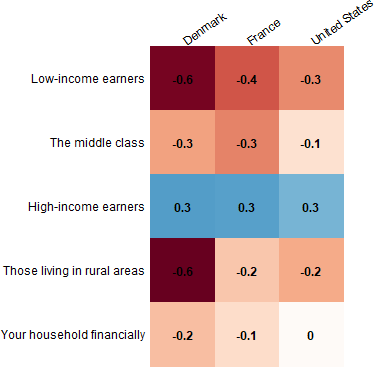 Denmark France United States
Low-income earners -0.6 -0.4 -0.3
The middle class -0.3 -0.3 -0.1
High-income earners 0.3 0.3 0.3
Those living in rural areas -0.6 -0.2 -0.2
Your household financially -0.2 -0.1 0